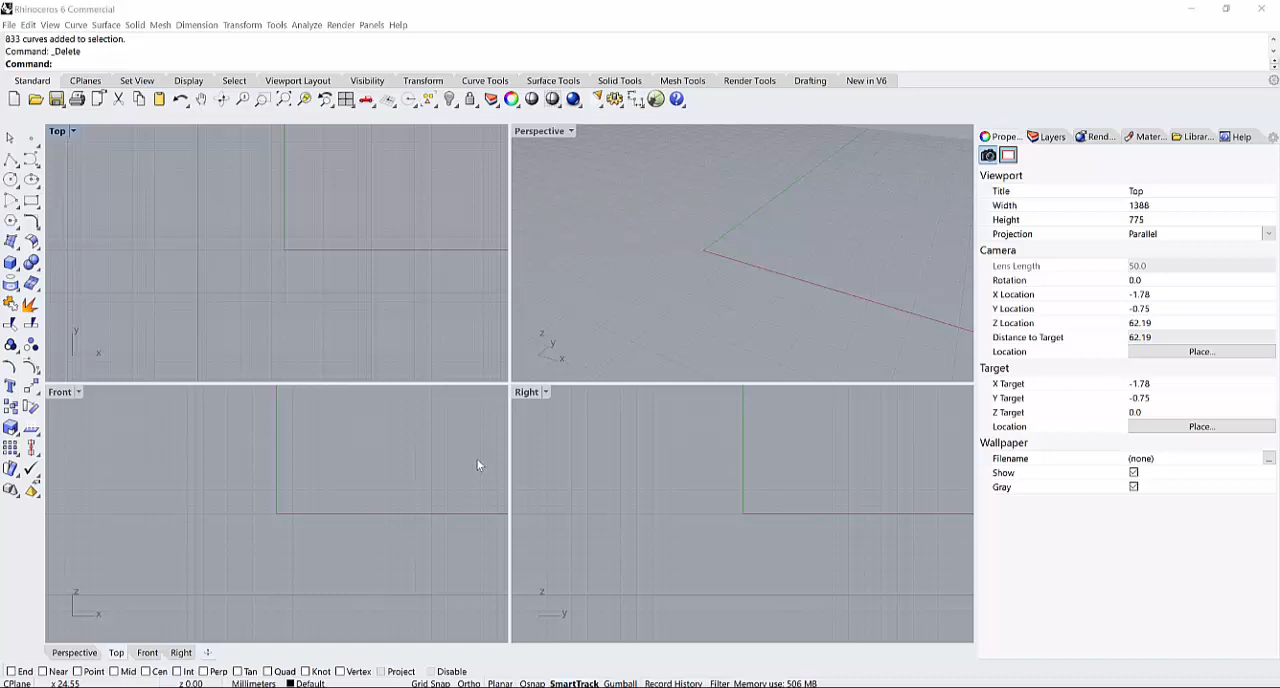 Rhinoceros 6 Commercial
File Edit View Curve Surface Solid Mesh Dimension Transform Tools Analyze Render Panels Help
833 curves added to selection.
Command: _Delete
Command:
Standard CPlanes Set View Display Select Viewport Layout Visibility Transform Curve Tools Surface Tools Solid Tools Mesh Tools Render Tools Drafting New in V6
Top
Perspective
Prope... Layers Rend... Mater... Librar... Help
Viewport
Title Top
Width 1388
Height 775
Projection Parallel
Camera
Lens Length 50.0
Rotation 0.0
X Location -1.78
Y Location -0.75
Z Location 62.19
Distance to Target 62.19
Location Place...
Target
X Target -1.78
Y Target -0.75
Z Target 0.0
Location Place...
Wallpaper
Filename (none) ...
Show
Gray
y
x
z
y
x
Front
Right
z
x
z
y
Perspective Top Front Right
End Near Point Mid Cen Int Perp Tan Quad Knot Vertex Project Disable
CPlane x 24.55 z 0.00 Millimeters Default Grid Snap Ortho Planar Osnap SmartTrack Gumball Record History Filter Memory use: 506 MB